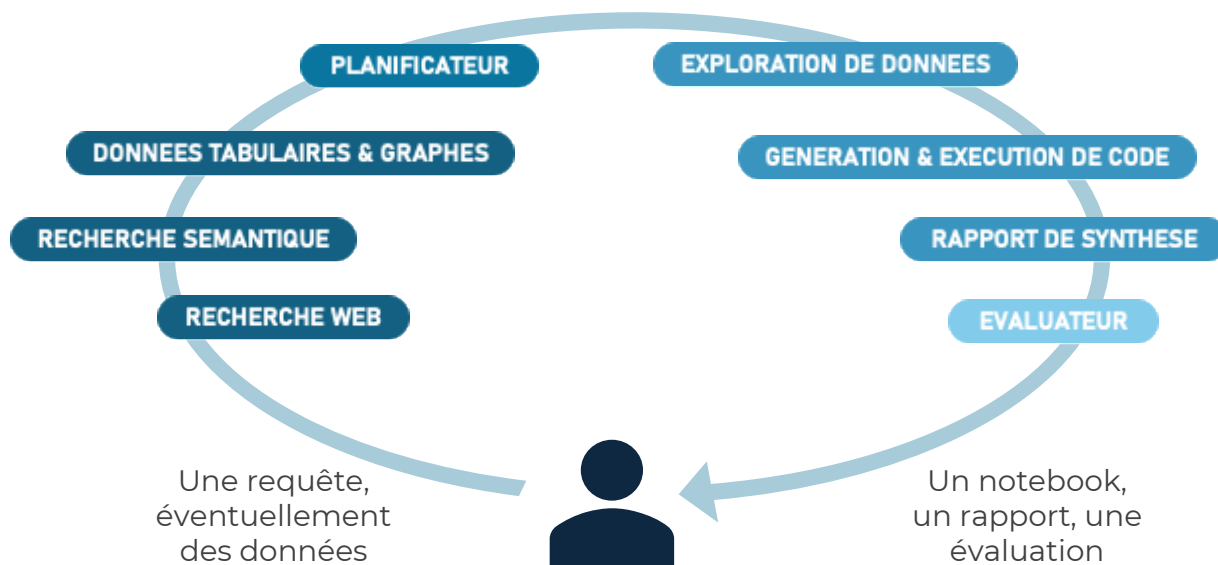 PLANIFICATEUR
EXPLORATION DE DONNEES
DONNEES TABULAIRES & GRAPHES
GENERATION & EXECUTION DE CODE
RECHERCHE SEMANTIQUE
RAPPORT DE SYNTHESE
RECHERCHE WEB
EVALUATEUR
Une requête,
éventuellement
des données
Un notebook,
un rapport, une
évaluation